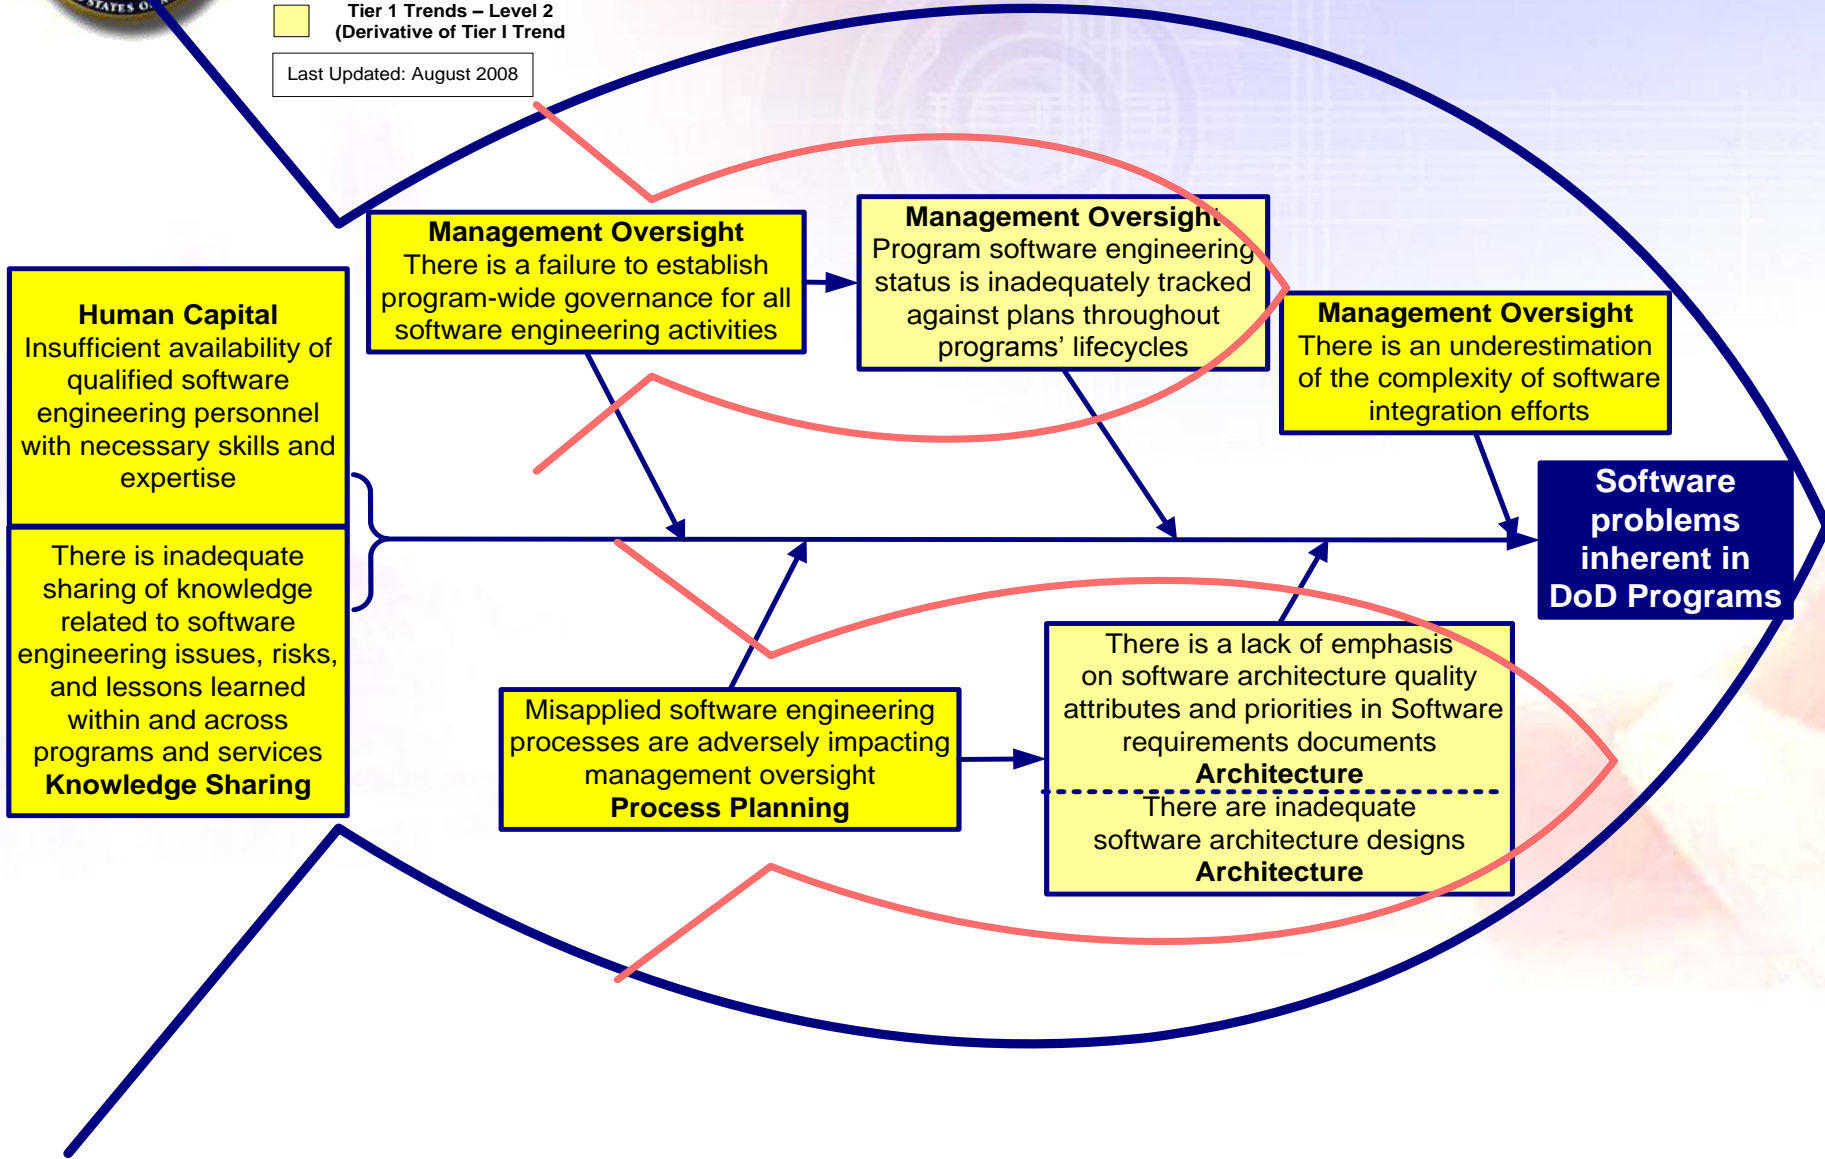 STATES OF
Tier 1 Trends – Level 2
(Derivative of Tier I Trend
Last Updated: August 2008
Management Oversight
There is a failure to establish
program-wide governance for all
software engineering activities
Management Oversight
Program software engineering
status is inadequately tracked
against plans throughout
programs’ lifecycles
Management Oversight
There is an underestimation
of the complexity of software
integration efforts
Human Capital
Insufficient availability of
qualified software
engineering personnel
with necessary skills and
expertise
There is inadequate
sharing of knowledge
related to software
engineering issues, risks,
and lessons learned
within and across
programs and services
Knowledge Sharing
Software
problems
inherent in
DoD Programs
Misapplied software engineering
processes are adversely impacting
management oversight
Process Planning
There is a lack of emphasis
on software architecture quality
attributes and priorities in Software
requirements documents
Architecture
There are inadequate
software architecture designs
Architecture